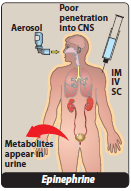 Poor
penetration
into CNS
Aerosol
IM
IV
SC
Metabolites
appear in
urine
Epinephrine